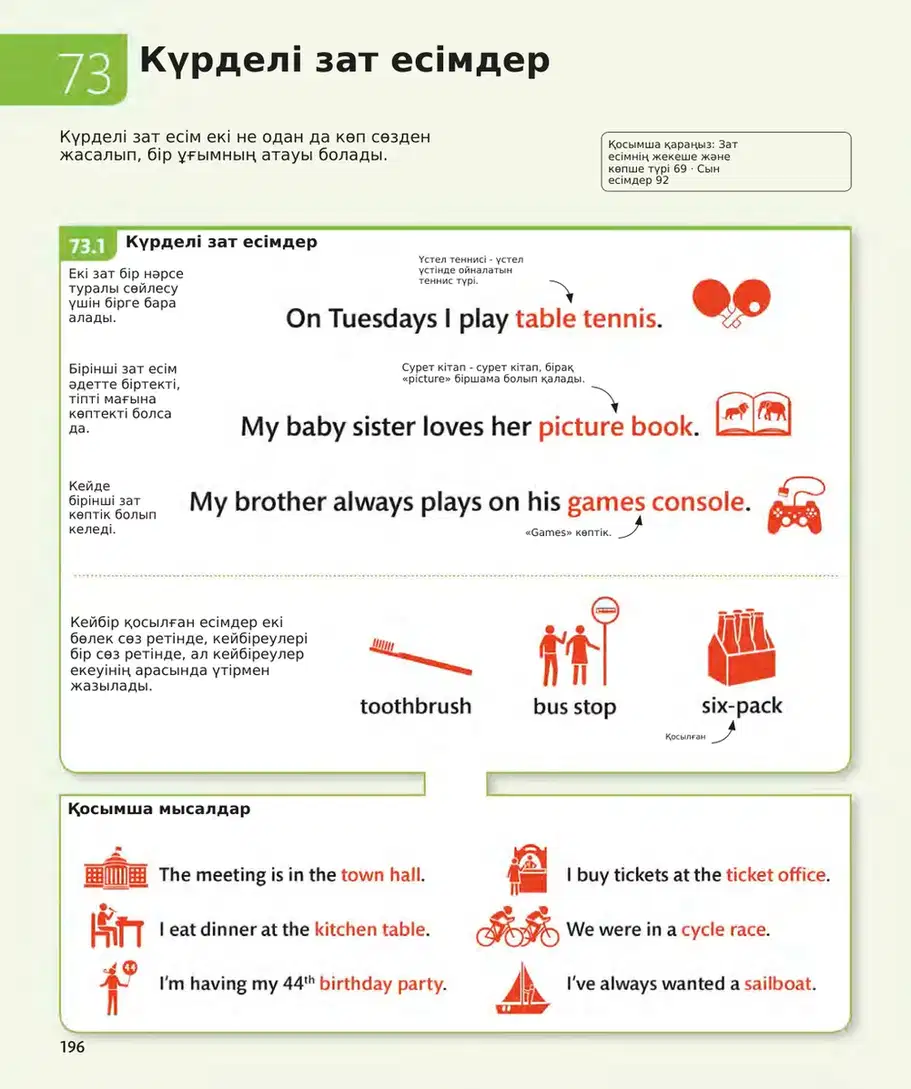 73
Күрделі зат есімдер
Күрделі зат есім екі не одан да көп сөзден
жасалып, бір ұғымның атауы болады.
Қосымша қараңыз: Зат
есімнің жекеше және
көпше түрі 69 · Сын
есімдер 92
73.1
Күрделі зат есімдер
Екі зат бір нәрсе
туралы сөйлесу
үшін бірге бара
алады.
Үстел теннисі - үстел
үстінде ойналатын
теннис түрі.
On Tuesdays I play table tennis.
Бірінші зат есім
әдетте біртекті,
тіпті мағына
көптекті болса
да.
Сурет кітап - сурет кітап, бірақ
«picture» біршама болып қалады.
My baby sister loves her picture book.
Кейде
бірінші зат
көптік болып
келеді.
My brother always plays on his games console.
«Games» көптік.
Кейбір қосылған есімдер екі
бөлек сөз ретінде, кейбіреулері
бір сөз ретінде, ал кейбіреулер
екеуінің арасында үтірмен
жазылады.
toothbrush
bus stop
six-pack
Қосылған
Қосымша мысалдар
The meeting is in the town hall.
I eat dinner at the kitchen table.
44
I'm having my 44th birthday party.
I buy tickets at the ticket office.
We were in a cycle race.
I've always wanted a sailboat.
196